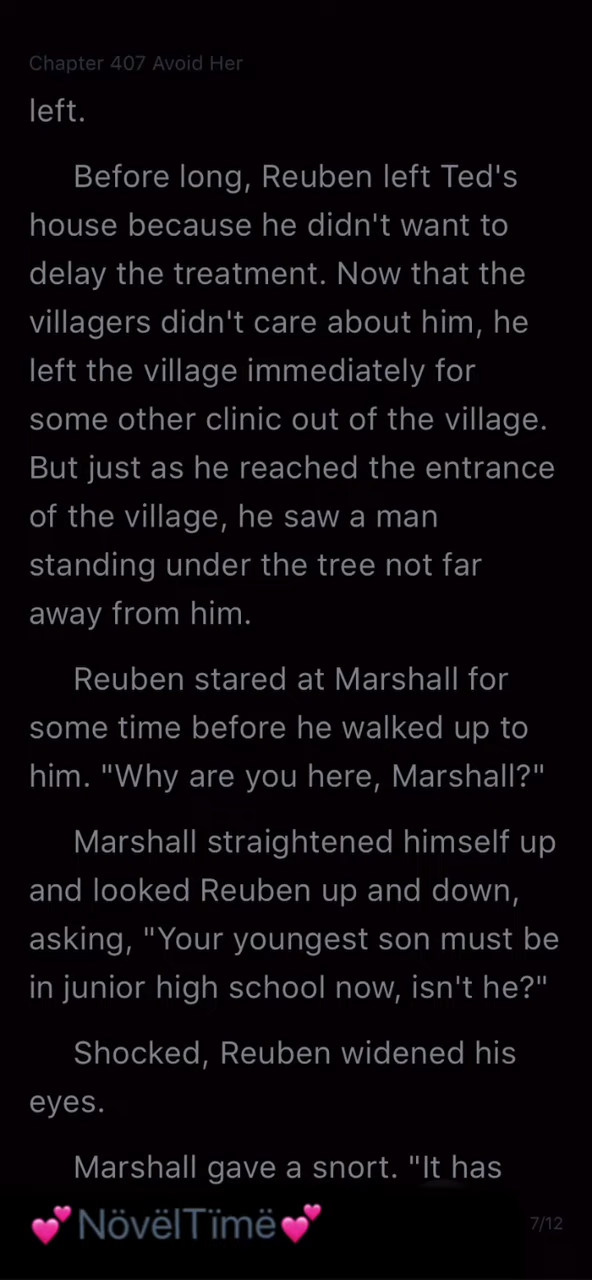 Chapter 407 Avoid Her
left.
Before long, Reuben left Ted's
house because he didn't want to
delay the treatment. Now that the
villagers didn't care about him, he
left the village immediately for
some other clinic out of the village.
But just as he reached the entrance
of the village, he saw a man
standing under the tree not far
away from him.
Reuben stared at Marshall for
some time before he walked up to
him. "Why are you here, Marshall?"
Marshall straightened himself up
and looked Reuben up and down,
asking, "Your youngest son must be
in junior high school now, isn't he?"
Shocked, Reuben widened his
eyes.
Marshall gave a snort. "It has
💕NövëlTïmë💕
7/12